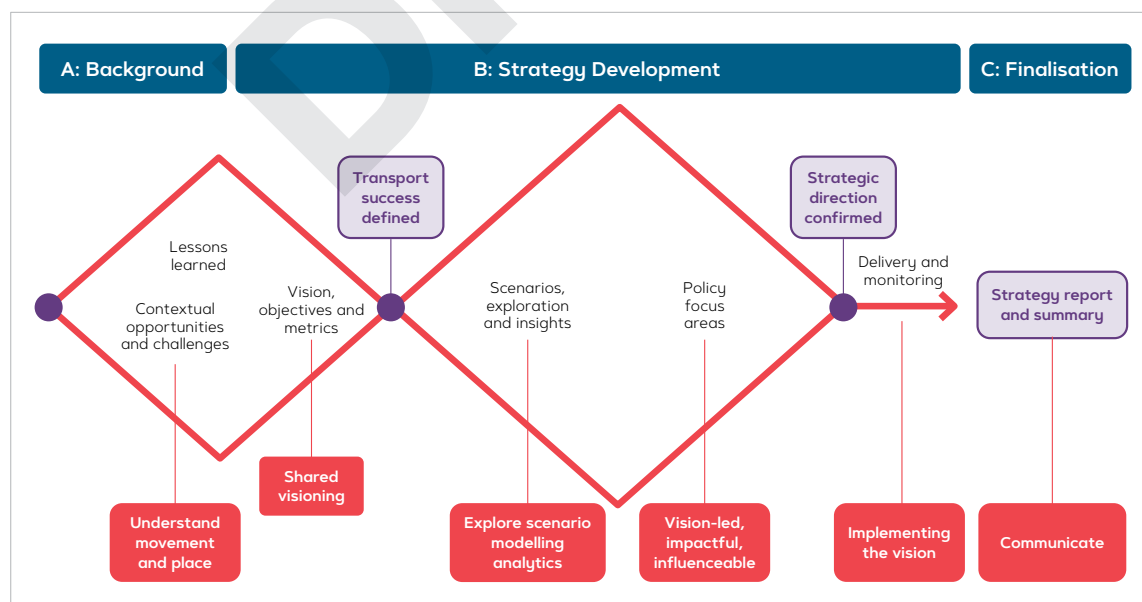 A: Background
B: Strategy Development
C: Finalisation
Transport
success
defined
Strategic
direction
confirmed
Lessons
learned
Contextual
opportunities
and challenges
Vision,
objectives and
metrics
Scenarios,
exploration
and insights
Policy
focus
areas
Delivery and
monitoring
Strategy report
and summary
Shared
visioning
Understand
movement
and place
Explore scenario
modelling
analytics
Vision-led,
impactful,
influenceable
Implementing
the vision
Communicate